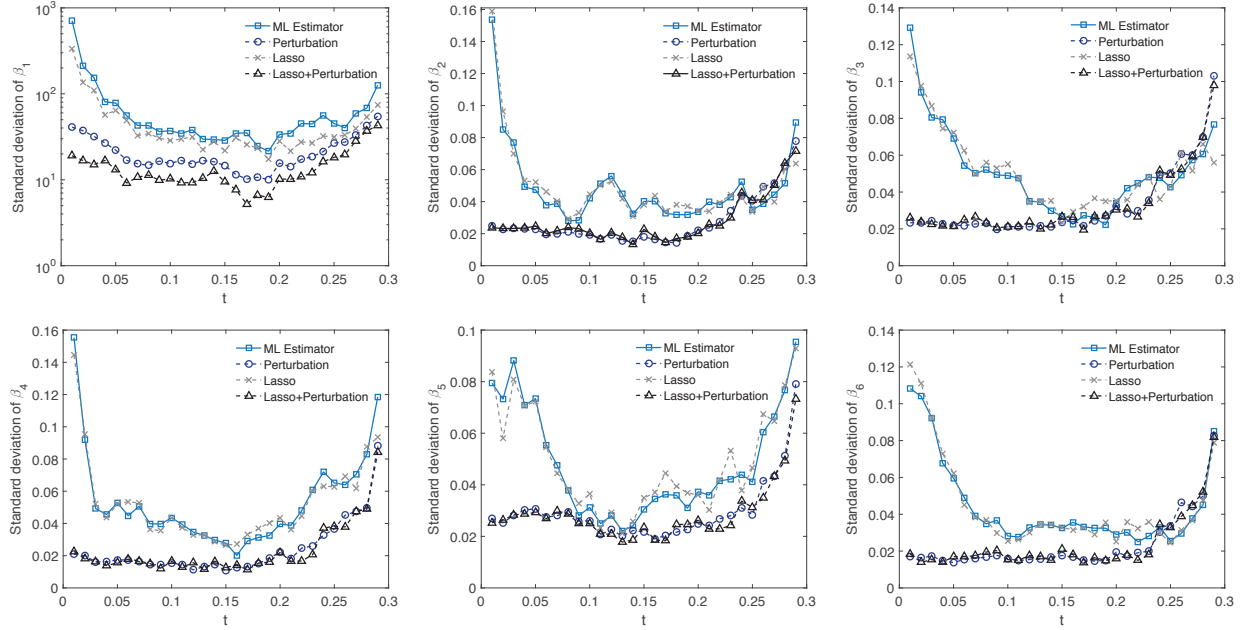 Standard deviation of β1
10^3
10^2
10^1
10^0
ML Estimator
Perturbation
Lasso
Lasso+Perturbation
0 0.05 0.1 0.15 0.2 0.25 0.3
t
Standard deviation of β2
0.16
0.14
0.12
0.1
0.08
0.06
0.04
0.02
0
ML Estimator
Perturbation
Lasso
Lasso+Perturbation
0 0.05 0.1 0.15 0.2 0.25 0.3
t
Standard deviation of β3
0.14
0.12
0.1
0.08
0.06
0.04
0.02
0
ML Estimator
Perturbation
Lasso
Lasso+Perturbation
0 0.05 0.1 0.15 0.2 0.25 0.3
t
Standard deviation of β4
0.16
0.14
0.12
0.1
0.08
0.06
0.04
0.02
0
ML Estimator
Perturbation
Lasso
Lasso+Perturbation
0 0.05 0.1 0.15 0.2 0.25 0.3
t
Standard deviation of β5
0.1
0.08
0.06
0.04
0.02
0
ML Estimator
Perturbation
Lasso
Lasso+Perturbation
0 0.05 0.1 0.15 0.2 0.25 0.3
t
Standard deviation of β6
0.14
0.12
0.1
0.08
0.06
0.04
0.02
0
ML Estimator
Perturbation
Lasso
Lasso+Perturbation
0 0.05 0.1 0.15 0.2 0.25 0.3
t